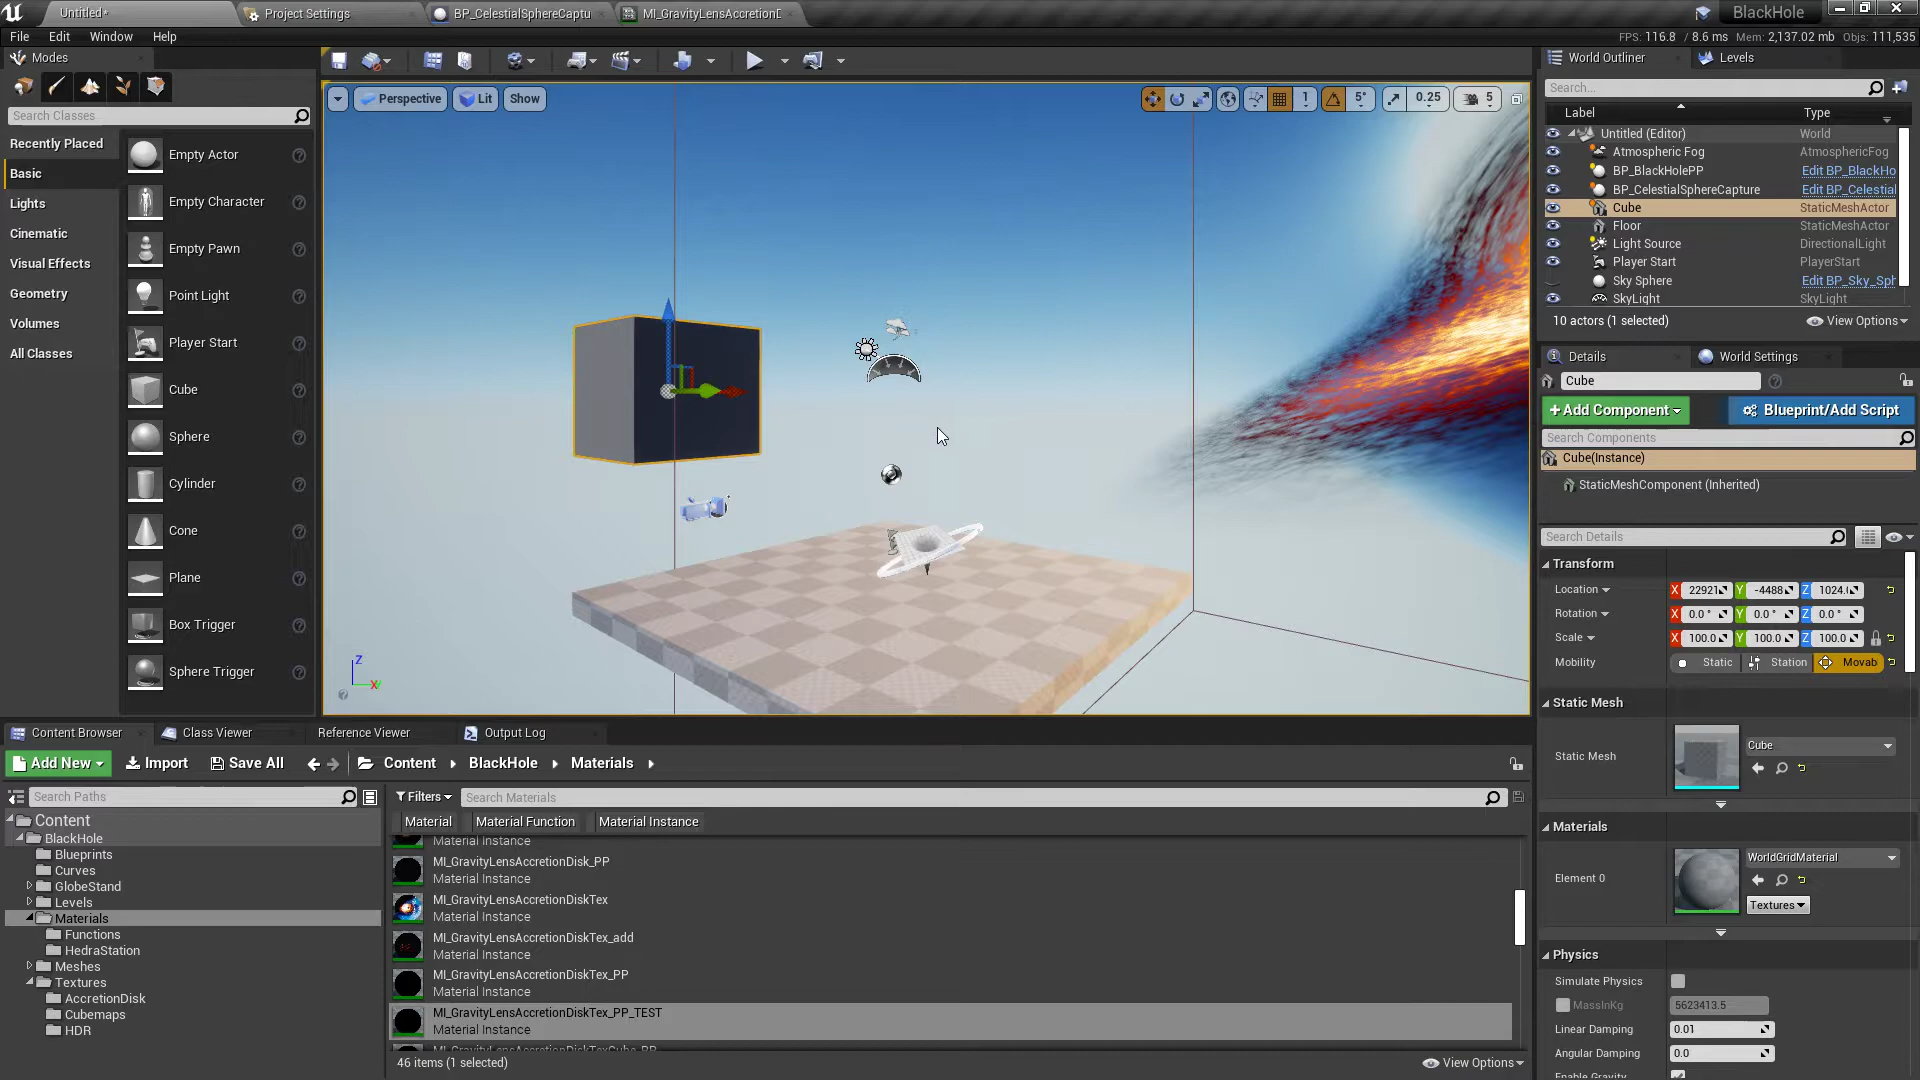 Untitled*
Project Settings
BP_CelestialSphereCaptu
MI_GravityLensAccretionD
BlackHole
File Edit Window Help
FPS: 116.8 / 8.6 ms Mem: 2,137.02 mb Objs: 111,535
Modes
Search Classes
Recently Placed
Basic
Lights
Cinematic
Visual Effects
Geometry
Volumes
All Classes
Empty Actor
Empty Character
Empty Pawn
Point Light
Player Start
Cube
Sphere
Cylinder
Cone
Plane
Box Trigger
Sphere Trigger
Perspective Lit Show
1 5° 0.25 5
Z
X
World Outliner Levels
Search...
Label Type
Untitled (Editor) World
Atmospheric Fog AtmosphericFog
BP_BlackHolePP Edit BP_BlackHo
BP_CelestialSphereCapture Edit BP_Celestial
Cube StaticMeshActor
Floor StaticMeshActor
Light Source DirectionalLight
Player Start PlayerStart
Sky Sphere Edit BP_Sky_Sph
SkyLight SkyLight
10 actors (1 selected) View Options
Details World Settings
Cube
+Add Component Blueprint/Add Script
Search Components
Cube(Instance)
StaticMeshComponent (Inherited)
Search Details
Transform
Location X 22921 Y -4488 Z 1024.
Rotation X 0.0 ° Y 0.0 ° Z 0.0 °
Scale X 100.0 Y 100.0 Z 100.0
Mobility Static Station Movab
Static Mesh
Static Mesh Cube
Materials
Element 0 WorldGridMaterial
Textures
Physics
Simulate Physics
MassInKg 5623413.5
Linear Damping 0.01
Angular Damping 0.0
Enable Gravity
Content Browser Class Viewer Reference Viewer Output Log
Add New Import Save All Content BlackHole Materials
Search Paths
Content
BlackHole
Blueprints
Curves
GlobeStand
Levels
Materials
Functions
HedraStation
Meshes
Textures
AccretionDisk
Cubemaps
HDR
Filters Search Materials
Material Material Function Material Instance
Material Instance
MI_GravityLensAccretionDisk_PP
Material Instance
MI_GravityLensAccretionDiskTex
Material Instance
MI_GravityLensAccretionDiskTex_add
Material Instance
MI_GravityLensAccretionDiskTex_PP
Material Instance
MI_GravityLensAccretionDiskTex_PP_TEST
Material Instance
MI_GravityLensAccretionDiskTexCube_PP
46 items (1 selected) View Options